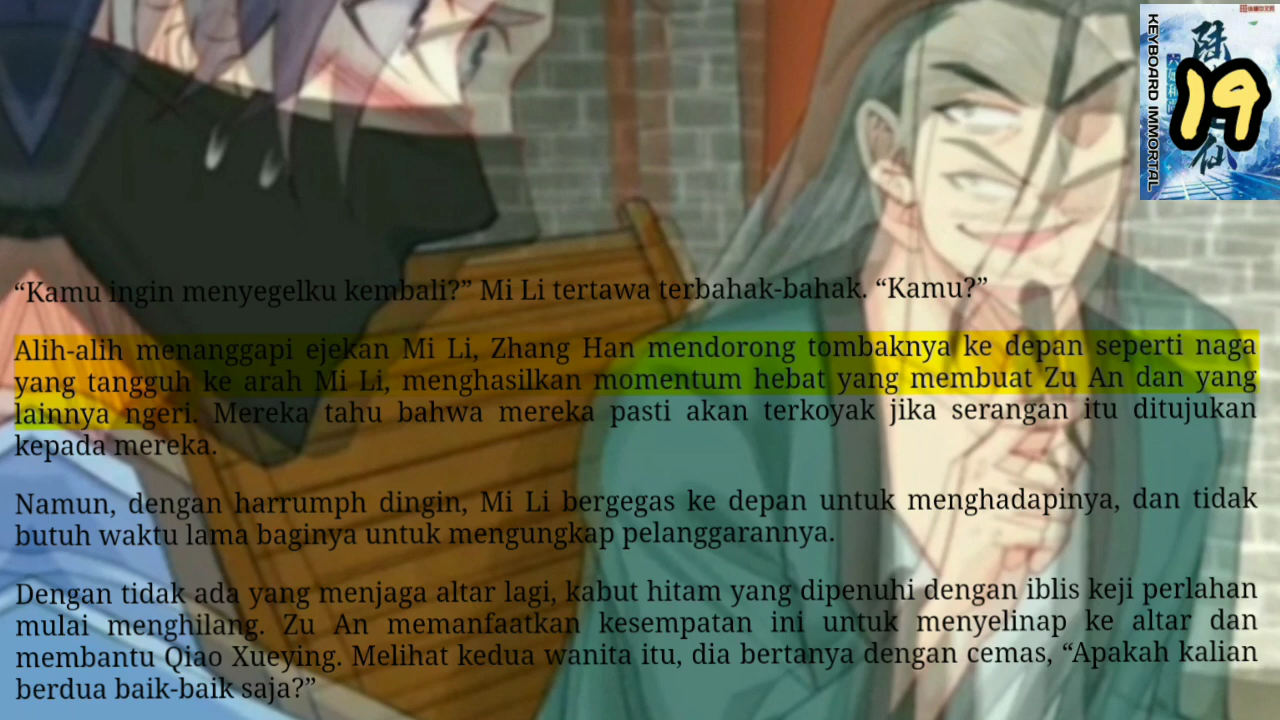 “Kamu ingin menyegelku kembali?” Mi Li tertawa terbahak-bahak. “Kamu?”
Alih-alih menanggapi ejekan Mi Li, Zhang Han mendorong tombaknya ke depan seperti naga
yang tangguh ke arah Mi Li, menghasilkan momentum hebat yang membuat Zu An dan yang
lainnya ngeri. Mereka tahu bahwa mereka pasti akan terkoyak jika serangan itu ditujukan
kepada mereka.
Namun, dengan harrumph dingin, Mi Li bergegas ke depan untuk menghadapinya, dan tidak
butuh waktu lama baginya untuk mengungkap pelanggarannya.
Dengan tidak ada yang menjaga altar lagi, kabut hitam yang dipenuhi dengan iblis keji perlahan
mulai menghilang. Zu An memanfaatkan kesempatan ini untuk menyelinap ke altar dan
membantu Qiao Xueying. Melihat kedua wanita itu, dia bertanya dengan cemas, “Apakah kalian
berdua baik-baik saja?”
KEYBOARD IMMORTAL
陆
仙
19